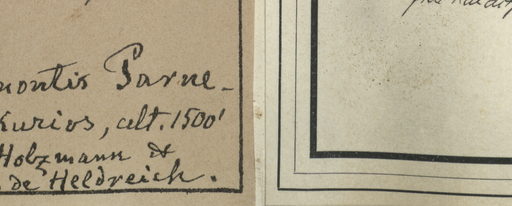 montis Parne-
kurios, alt. 1500'
Holzmann &
de Heldreich.